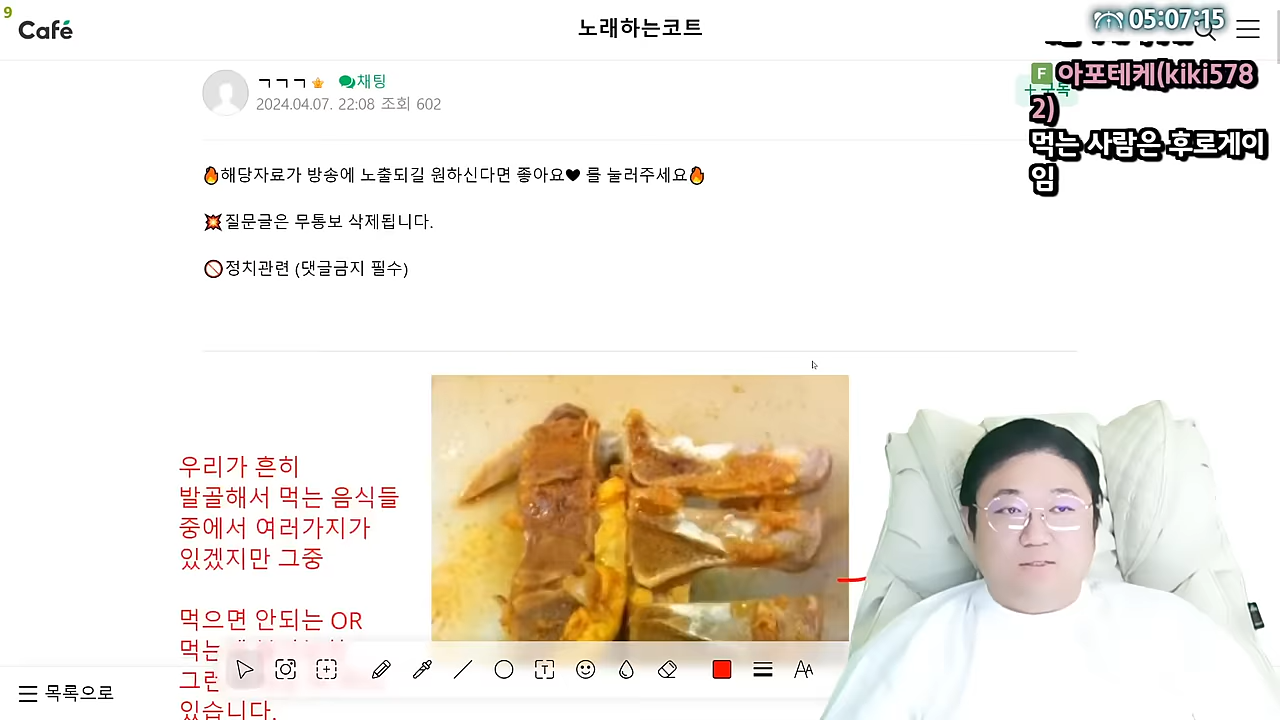 9
Café
노래하는코트
05:07:15
ㄱㄱㄱ
채팅
2024.04.07. 22:08 조회 602
F 아포테케(kiki578
2)
먹는 사람은 후로게이
임
🔥해당자료가 방송에 노출되길 원하신다면 좋아요🖤 를 눌러주세요🔥
💥질문글은 무통보 삭제됩니다.
🚫정치관련 (댓글금지 필수)
우리가 흔히
발골해서 먹는 음식들
중에서 여러가지가
있겠지만 그중
먹으면 안되는 OR
먹는
그런
있습니다.
목록으로